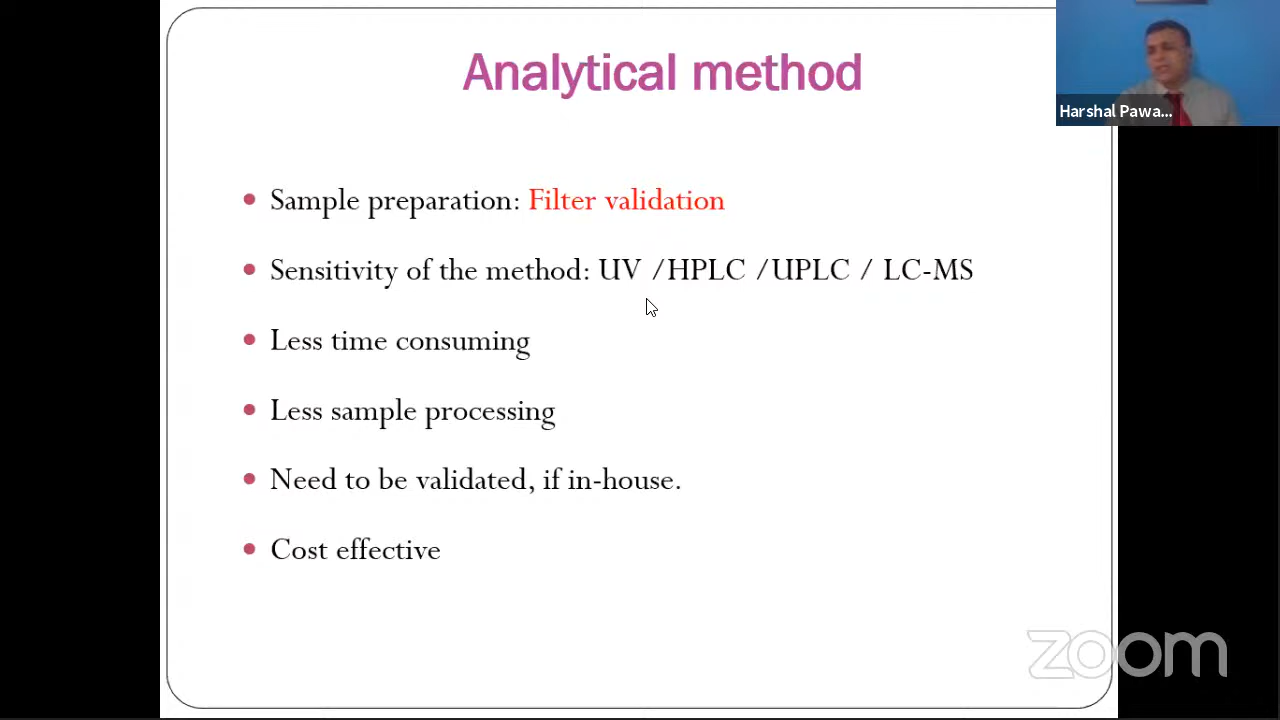 Analytical method
Harshal Pawa...
Sample preparation: Filter validation
Sensitivity of the method: UV /HPLC /UPLC / LC-MS
Less time consuming
Less sample processing
Need to be validated, if in-house.
Cost effective
zoom